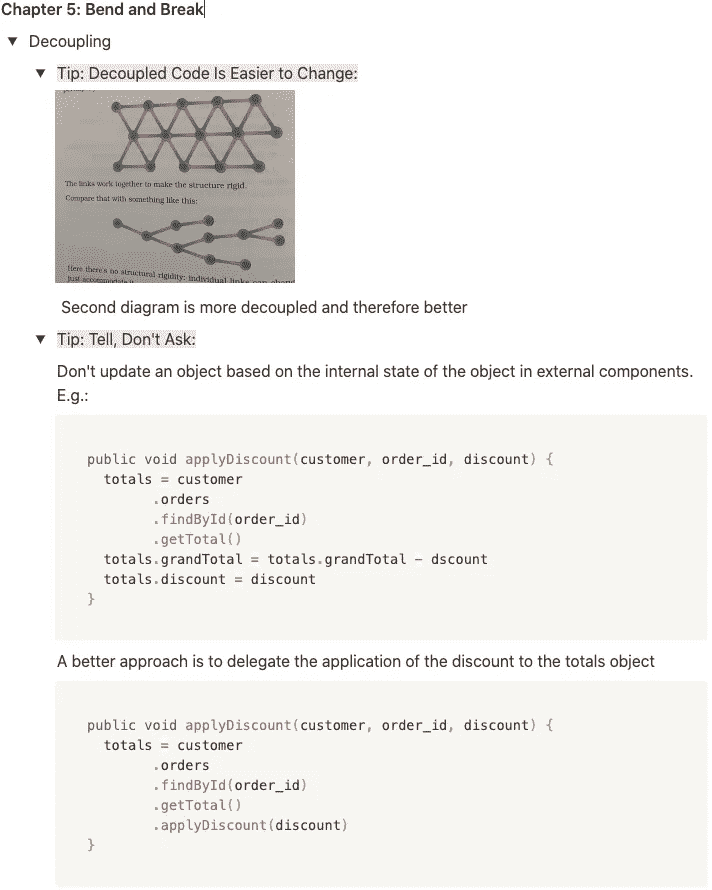 Chapter 5: Bend and Break
Decoupling
Tip: Decoupled Code Is Easier to Change:
The links work together to make the structure rigid.
Compare that with something like this:
Here there's no structural rigidity: individual links can
just accommodate it
Second diagram is more decoupled and therefore better
Tip: Tell, Don't Ask:
Don't update an object based on the internal state of the object in external components.
E.g.:
public void applyDiscount(customer, order_id, discount) {
totals = customer
.orders
.findById(order_id)
.getTotal()
totals.grandTotal = totals.grandTotal - dscount
totals.discount = discount
}
A better approach is to delegate the application of the discount to the totals object
public void applyDiscount(customer, order_id, discount) {
totals = customer
.orders
.findById(order_id)
.getTotal()
.applyDiscount(discount)
}